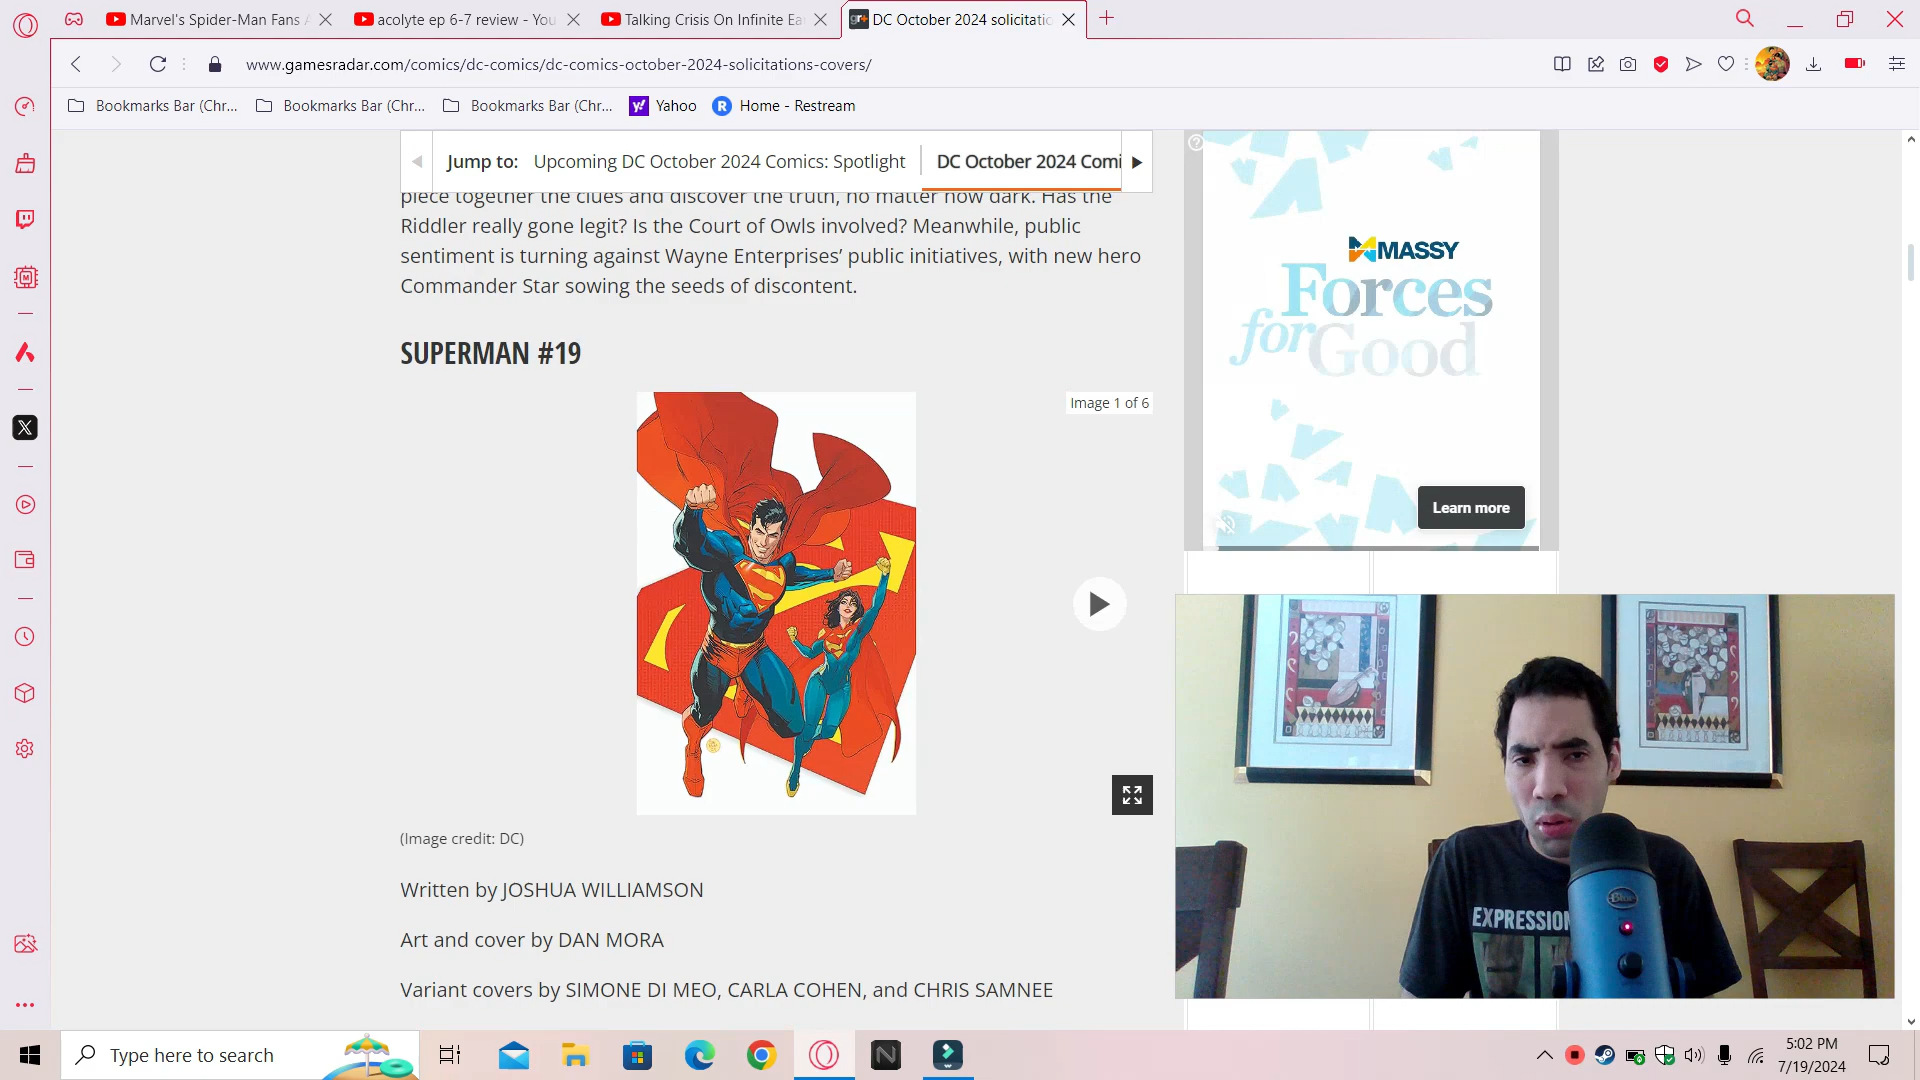 Marvel's Spider-Man Fans
acolyte ep 6-7 review - You
Talking Crisis On Infinite Ea
gr+
DC October 2024 solicitatio
www.gamesradar.com/comics/dc-comics/dc-comics-october-2024-solicitations-covers/
Bookmarks Bar (Chr...
Bookmarks Bar (Chr...
Bookmarks Bar (Chr...
Yahoo
Home - Restream
Jump to:
Upcoming DC October 2024 Comics: Spotlight
DC October 2024 Comi
piece together the clues and discover the truth, no matter how dark. Has the
Riddler really gone legit? Is the Court of Owls involved? Meanwhile, public
sentiment is turning against Wayne Enterprises’ public initiatives, with new hero
Commander Star sowing the seeds of discontent.
SUPERMAN #19
Image 1 of 6
(Image credit: DC)
Written by JOSHUA WILLIAMSON
Art and cover by DAN MORA
Variant covers by SIMONE DI MEO, CARLA COHEN, and CHRIS SAMNEE
MASSY
Forces
for Good
Learn more
Blue
EXPRESSION
Type here to search
5:02 PM
7/19/2024